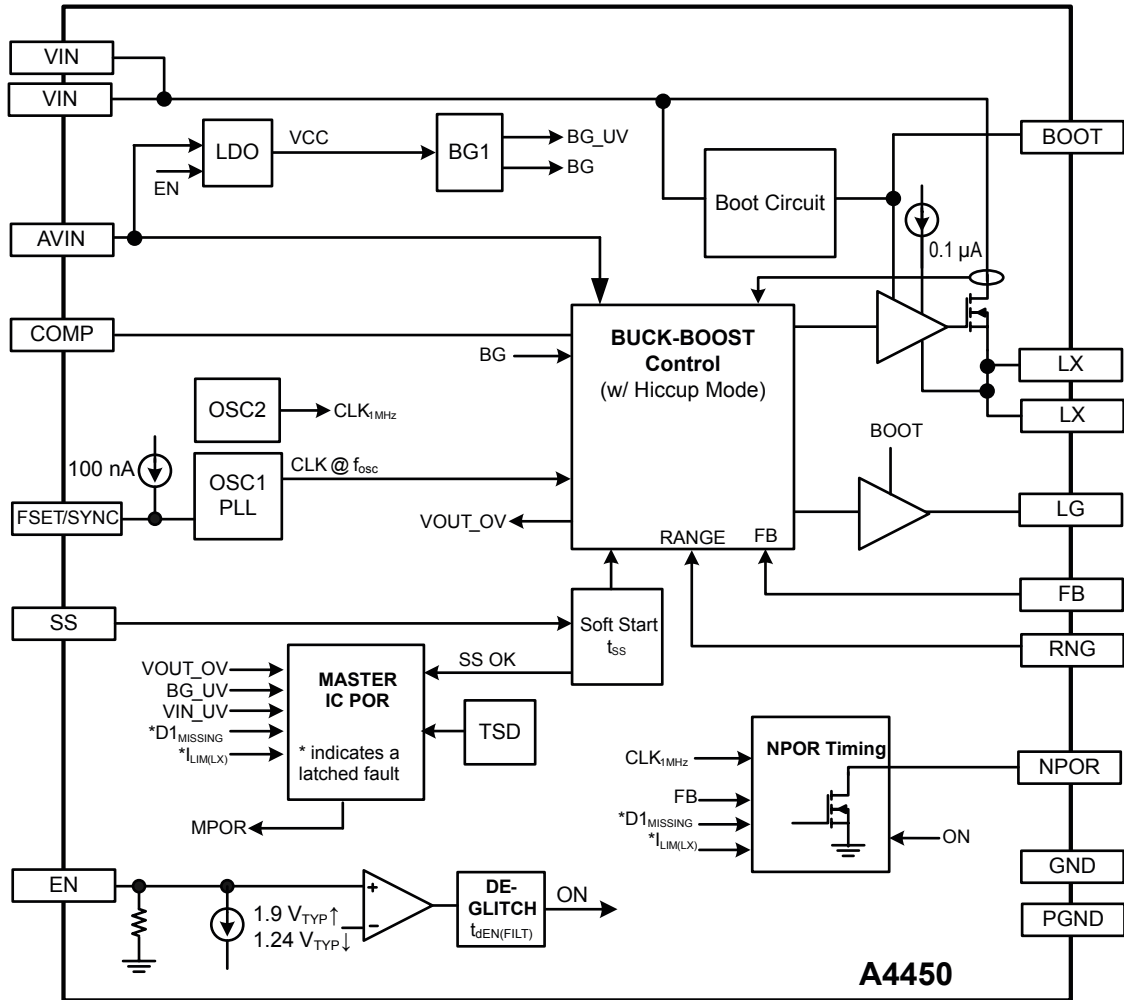 VIN
VIN
BOOT
LDO
VCC
BG1
BG_UV
BG
EN
Boot Circuit
AVIN
0.1 µA
COMP
BUCK-BOOST
Control
(w/ Hiccup Mode)
BG
LX
LX
OSC2
CLK1MHz
BOOT
100 nA
OSC1
PLL
CLK @ fosc
FSET/SYNC
LG
VOUT_OV
RANGE
FB
FB
SS
Soft Start
tSS
RNG
SS OK
VOUT_OV
BG_UV
VIN_UV
*D1MISSING
*ILIM(LX)
MASTER
IC POR
* indicates a
latched fault
TSD
NPOR Timing
CLK1MHz
FB
*D1MISSING
*ILIM(LX)
NPOR
ON
MPOR
GND
EN
1.9 VTYP↑
1.24 VTYP↓
+
−
DE-
GLITCH
tdEN(FILT)
ON
PGND
A4450